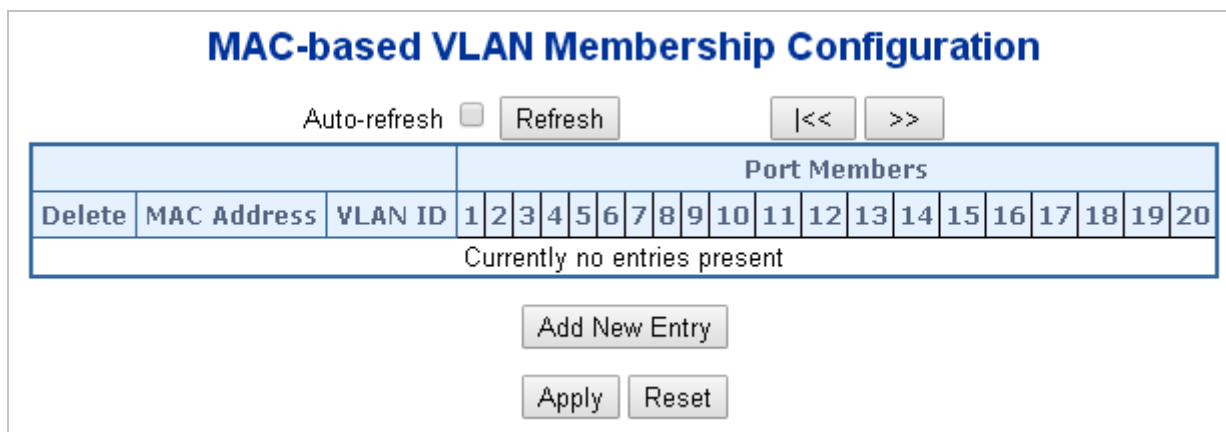 MAC-based VLAN Membership Configuration
Auto-refresh Refresh |<< >>
Port Members
Delete MAC Address VLAN ID 1 2 3 4 5 6 7 8 9 10 11 12 13 14 15 16 17 18 19 20
Currently no entries present
Add New Entry
Apply Reset